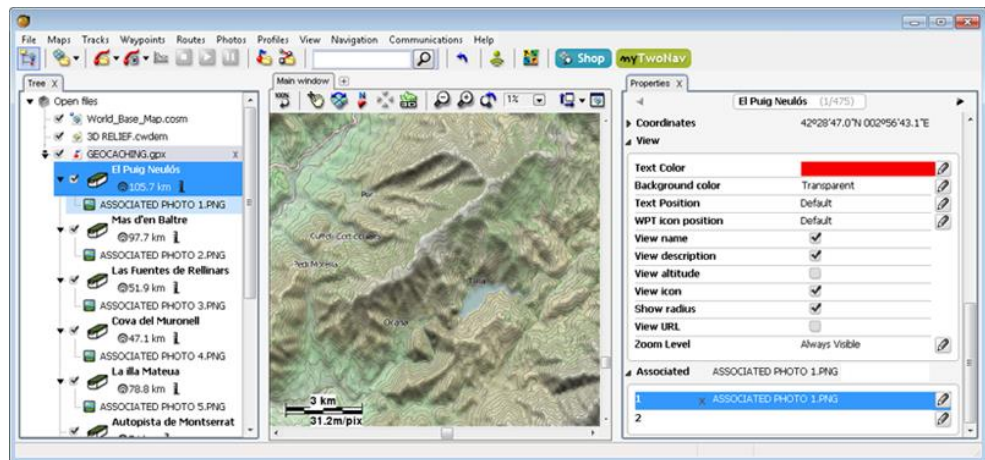 File Maps Tracks Waypoints Routes Photos Profiles View Navigation Communications Help
Shop
myTwoNav
Tree X
Open files
World_Base_Map.cosm
3D RELIEF.cwdem
GEOCACHING.gpx x
El Puig Neulós
105.7 km
ASSOCIATED PHOTO 1.PNG
Mas d'en Baltre
97.7 km
ASSOCIATED PHOTO 2.PNG
Las Fuentes de Rellinars
51.9 km
ASSOCIATED PHOTO 3.PNG
Cova del Muronell
47.1 km
ASSOCIATED PHOTO 4.PNG
La illa Mateua
78.8 km
ASSOCIATED PHOTO 5.PNG
Autopista de Montserrat
Main window
100%
1%
Ocaña
3 km
31.2m/pix
Properties X
El Puig Neulós (1/475)
Coordinates 42º28'47.0"N 002º56'43.1"E
View
Text Color
Background color Transparent
Text Position Default
WPT icon position Default
View name
View description
View altitude
View icon
Show radius
View URL
Zoom Level Always Visible
Associated ASSOCIATED PHOTO 1.PNG
1 x ASSOCIATED PHOTO 1.PNG
2